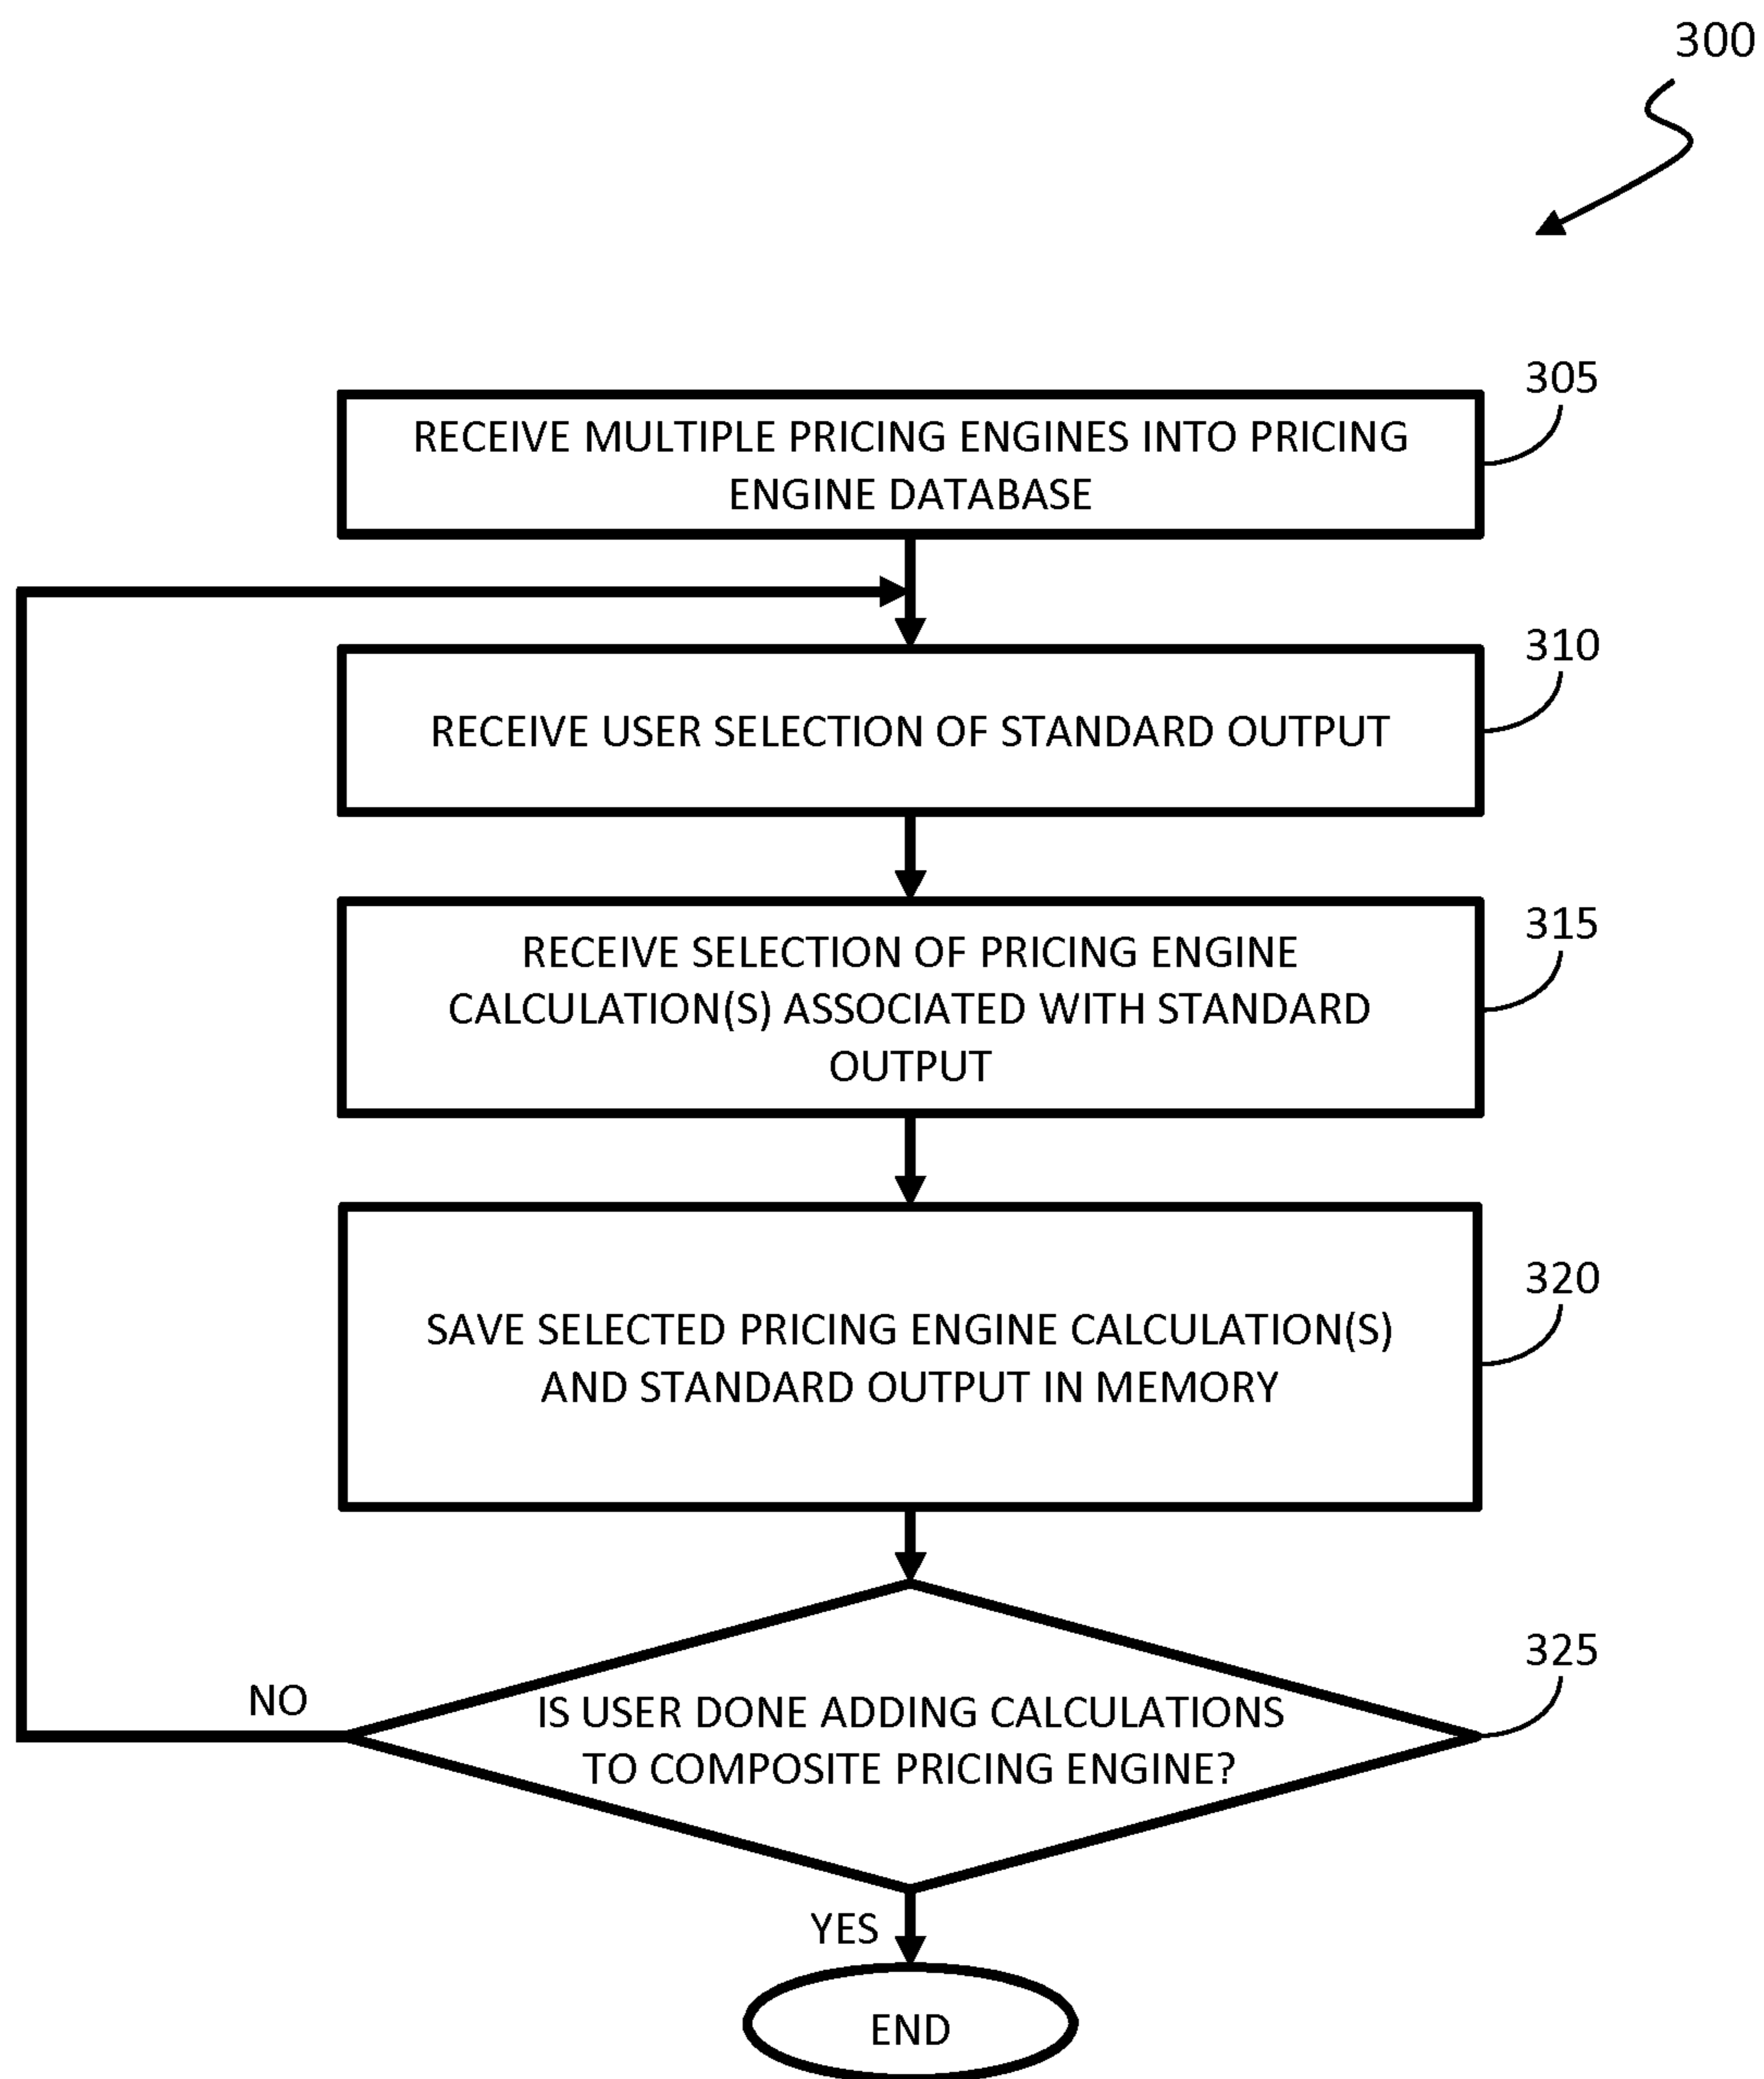 300
305
RECEIVE MULTIPLE PRICING ENGINES INTO PRICING
ENGINE DATABASE
310
RECEIVE USER SELECTION OF STANDARD OUTPUT
315
RECEIVE SELECTION OF PRICING ENGINE
CALCULATION(S) ASSOCIATED WITH STANDARD
OUTPUT
320
SAVE SELECTED PRICING ENGINE CALCULATION(S)
AND STANDARD OUTPUT IN MEMORY
325
NO
IS USER DONE ADDING CALCULATIONS
TO COMPOSITE PRICING ENGINE?
YES
END